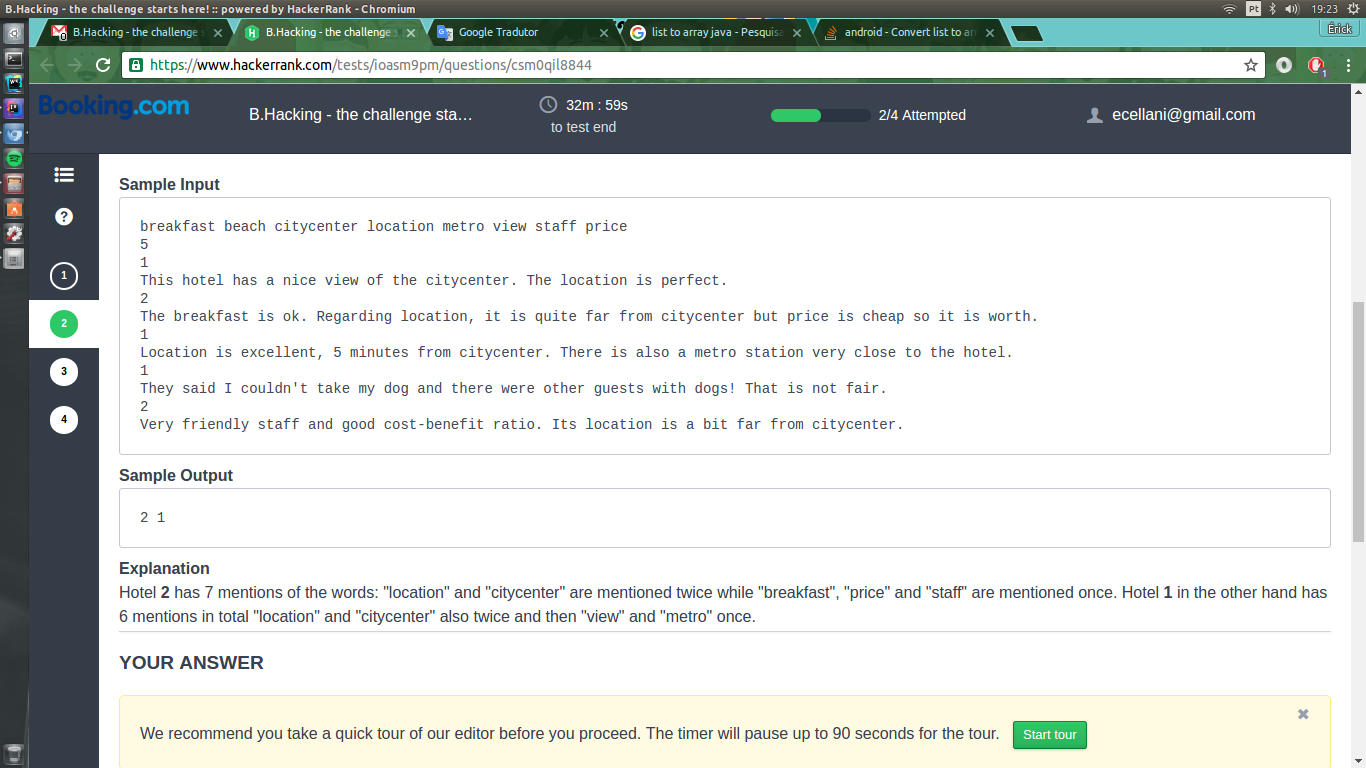 B.Hacking - the challenge starts here! :: powered by HackerRank - Chromium
Pt
19:23
B.Hacking - the challenge
B.Hacking - the challenge
Google Tradutor
list to array java - Pesquisa
android - Convert list to an
Érick
https://www.hackerrank.com/tests/ioasm9pm/questions/csm0qil8844
1
Booking.com
B.Hacking - the challenge sta…
32m : 59s
to test end
2/4 Attempted
ecellani@gmail.com
?
1
2
3
4
Sample Input
breakfast beach citycenter location metro view staff price
5
1
This hotel has a nice view of the citycenter. The location is perfect.
2
The breakfast is ok. Regarding location, it is quite far from citycenter but price is cheap so it is worth.
1
Location is excellent, 5 minutes from citycenter. There is also a metro station very close to the hotel.
1
They said I couldn't take my dog and there were other guests with dogs! That is not fair.
2
Very friendly staff and good cost-benefit ratio. Its location is a bit far from citycenter.
Sample Output
2 1
Explanation
Hotel 2 has 7 mentions of the words: "location" and "citycenter" are mentioned twice while "breakfast", "price" and "staff" are mentioned once. Hotel 1 in the other hand has
6 mentions in total "location" and "citycenter" also twice and then "view" and "metro" once.
YOUR ANSWER
We recommend you take a quick tour of our editor before you proceed. The timer will pause up to 90 seconds for the tour.
Start tour